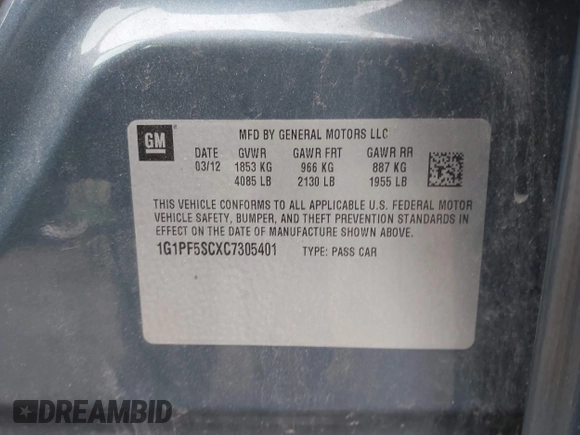 GM
MFD BY GENERAL MOTORS LLC
DATE GVWR GAWR FRT GAWR RR
03/12 1853 KG 966 KG 887 KG
4085 LB 2130 LB 1955 LB
THIS VEHICLE CONFORMS TO ALL APPLICABLE U.S. FEDERAL MOTOR
VEHICLE SAFETY, BUMPER, AND THEFT PREVENTION STANDARDS IN
EFFECT ON THE DATE OF MANUFACTURE SHOWN ABOVE.
1G1PF5SCXC7305401 TYPE: PASS CAR
DREAMBID